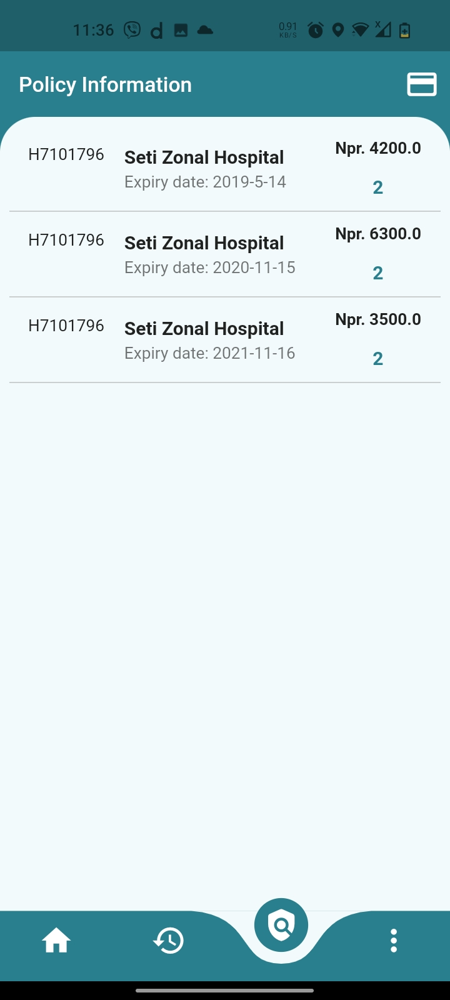 11:36
0.91
KB/S
Policy Information
H7101796
Seti Zonal Hospital
Npr. 4200.0
Expiry date: 2019-5-14
2
H7101796
Seti Zonal Hospital
Npr. 6300.0
Expiry date: 2020-11-15
2
H7101796
Seti Zonal Hospital
Npr. 3500.0
Expiry date: 2021-11-16
2